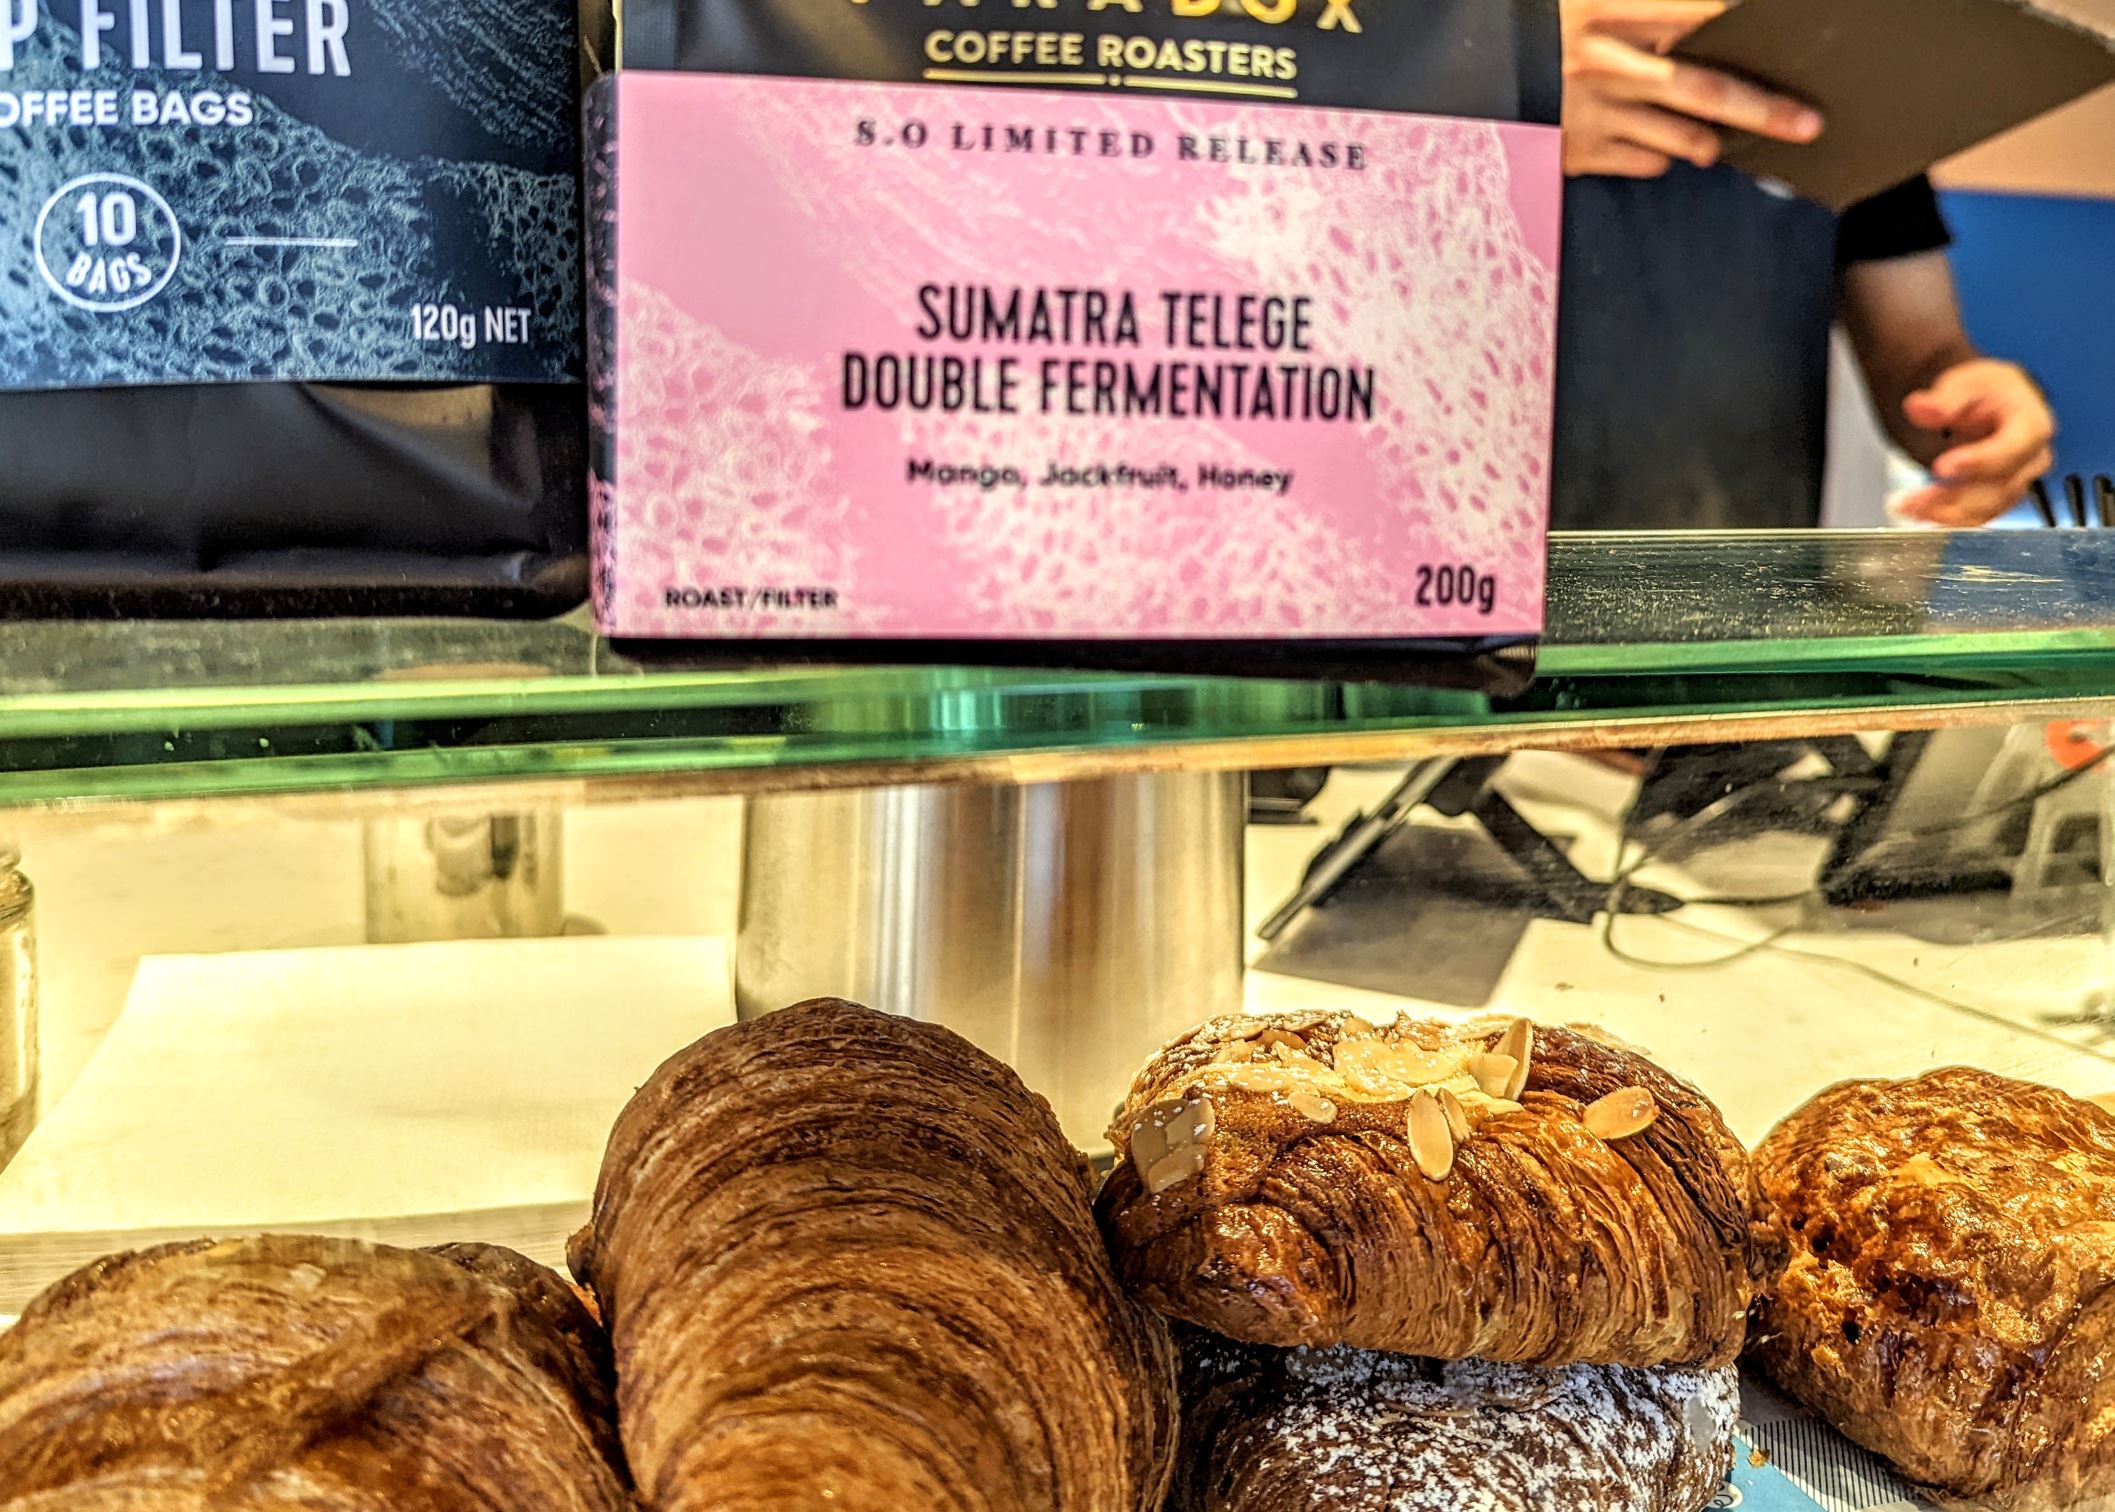 P FILTER
OFFEE BAGS
10
BAGS
120g NET
PARADOX
COFFEE ROASTERS
S.O LIMITED RELEASE
SUMATRA TELEGE
DOUBLE FERMENTATION
Mango, Jackfruit, Honey
ROAST/FILTER
200g